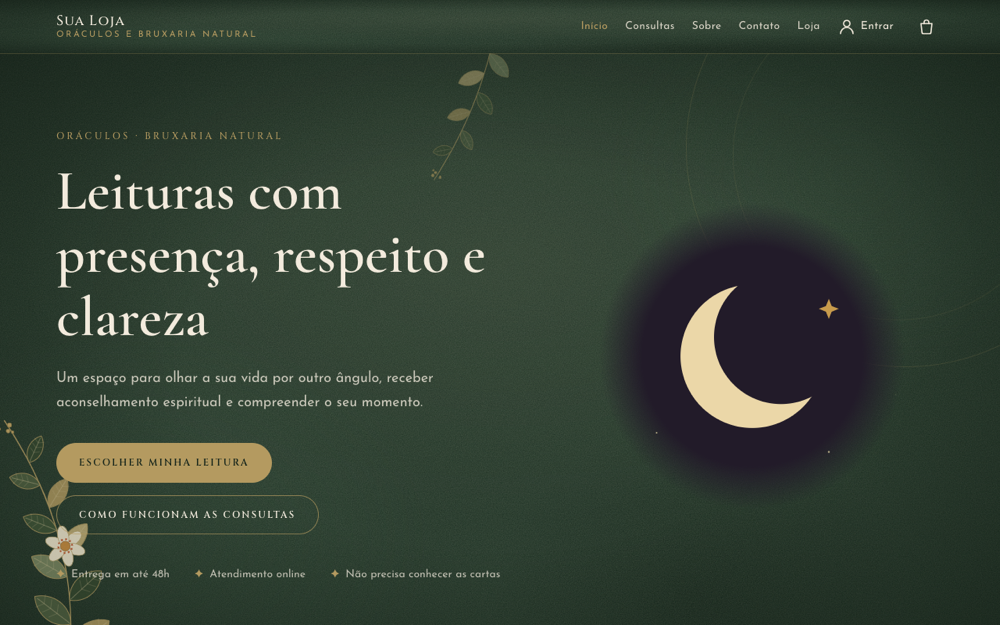 Sua Loja
ORÁCULOS E BRUXARIA NATURAL
Início
Consultas
Sobre
Contato
Loja
Entrar
ORÁCULOS · BRUXARIA NATURAL
Leituras com
presença, respeito e
clareza
Um espaço para olhar a sua vida por outro ângulo, receber
aconselhamento espiritual e compreender o seu momento.
ESCOLHER MINHA LEITURA
COMO FUNCIONAM AS CONSULTAS
Entrega em até 48h
Atendimento online
Não precisa conhecer as cartas